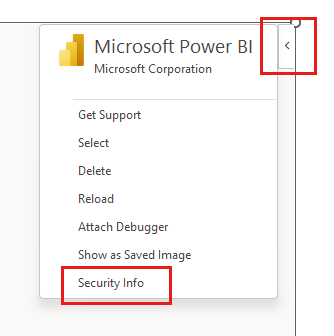 Microsoft Power BI
Microsoft Corporation
Get Support
Select
Delete
Reload
Attach Debugger
Show as Saved Image
Security Info